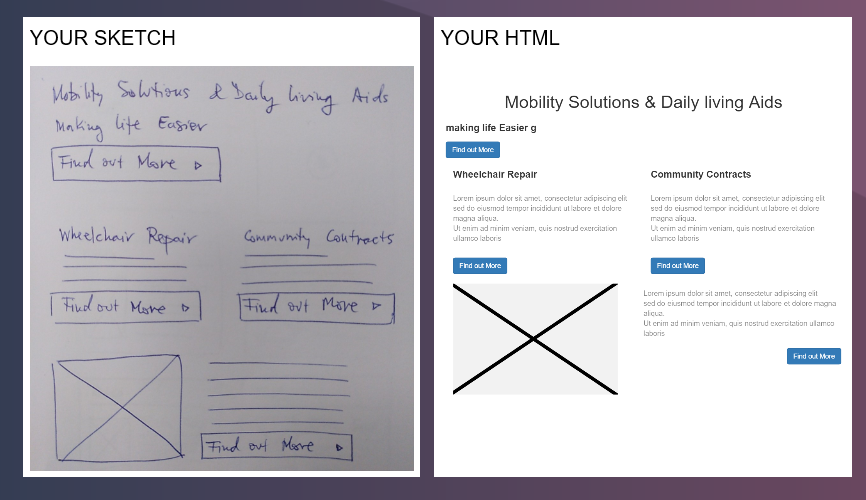 YOUR SKETCH
Mobility Solutions & Daily living Aids
Making life Easier
Find out More ▷
Wheelchair Repair
Community Contracts
Find out More ▷
Find out More ▷
Find out More ▷
YOUR HTML
Mobility Solutions & Daily living Aids
making life Easier g
Find out More
Wheelchair Repair
Lorem ipsum dolor sit amet, consectetur adipiscing elit
sed do eiusmod tempor incididunt ut labore et dolore
magna aliqua.
Ut enim ad minim veniam, quis nostrud exercitation
ullamco laboris
Find out More
Community Contracts
Lorem ipsum dolor sit amet, consectetur adipiscing elit
sed do eiusmod tempor incididunt ut labore et dolore
magna aliqua.
Ut enim ad minim veniam, quis nostrud exercitation
ullamco laboris
Find out More
Lorem ipsum dolor sit amet, consectetur adipiscing elit
sed do eiusmod tempor incididunt ut labore et dolore magna
aliqua.
Ut enim ad minim veniam, quis nostrud exercitation ullamco
laboris
Find out More